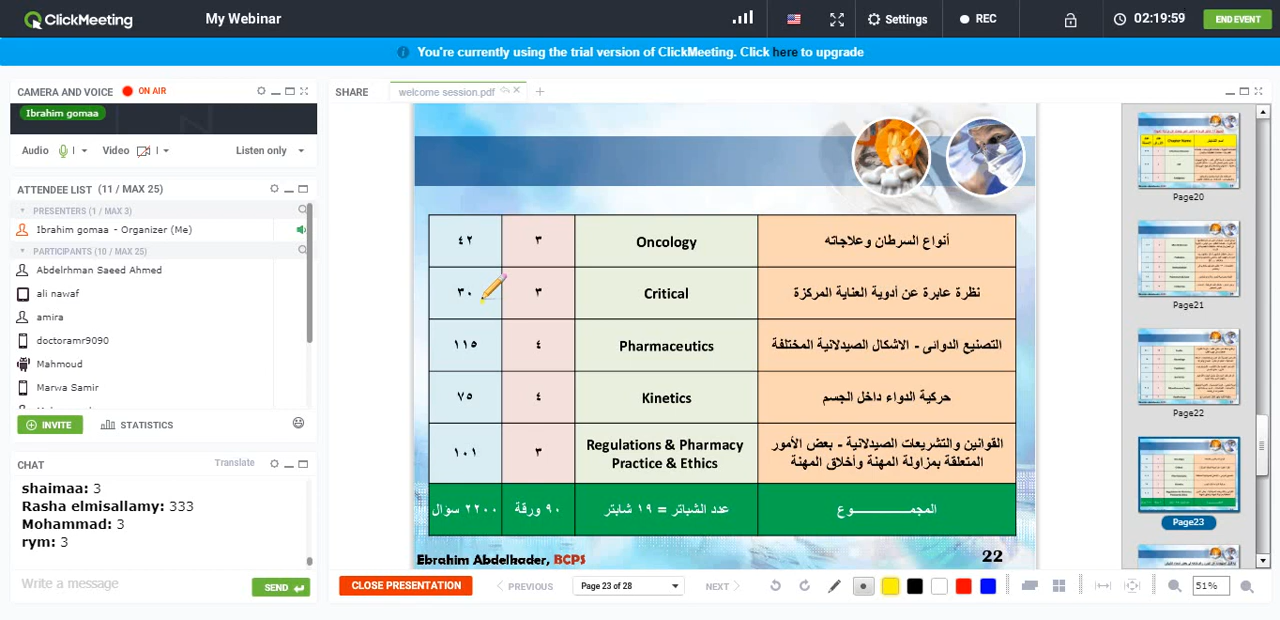 ClickMeeting
My Webinar
Settings
REC
02:19:59
END EVENT
You're currently using the trial version of ClickMeeting. Click here to upgrade
CAMERA AND VOICE
ON AIR
Ibrahim gomaa
Audio
Video
Listen only
ATTENDEE LIST (11 / MAX 25)
PRESENTERS (1 / MAX 3)
Ibrahim gomaa - Organizer (Me)
PARTICIPANTS (10 / MAX 25)
Abdelrhman Saeed Ahmed
ali nawaf
amira
doctoramr9090
Mahmoud
Marwa Samir
INVITE
STATISTICS
CHAT
Translate
shaimaa: 3
Rasha elmisallamy: 333
Mohammad: 3
rym: 3
Write a message
SEND
SHARE
welcome session.pdf
أنواع السرطان وعلاجاته
Oncology
٣
٤٢
نظرة عابرة عن أدوية العناية المركزة
Critical
٣
٣٠
التصنيع الدوائى - الاشكال الصيدلانية المختلفة
Pharmaceutics
٤
١١٥
حركية الدواء داخل الجسم
Kinetics
٤
٧٥
القوانين والتشريعات الصيدلانية - بعض الأمور
المتعلقة بمزاولة المهنة وأخلاق المهنة
Regulations & Pharmacy
Practice & Ethics
٣
١٠١
المجمـــــــــــوع
عدد الشباتر = ١٩ شابتر
٩٠ ورقة
٢٢٠٠ سؤال
Ebrahim Abdelkader, BCPS
22
Page20
Page21
Page22
Page23
CLOSE PRESENTATION
PREVIOUS
Page 23 of 28
NEXT
51%